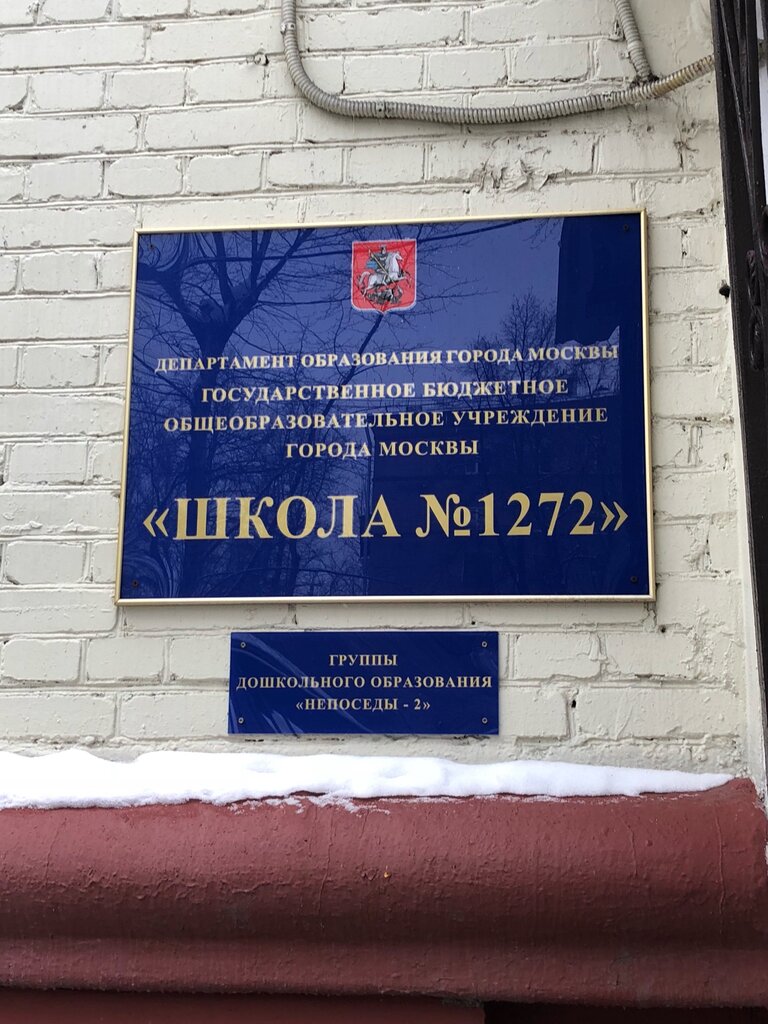 ДЕПАРТАМЕНТ ОБРАЗОВАНИЯ ГОРОДА МОСКВЫ
ГОСУДАРСТВЕННОЕ БЮДЖЕТНОЕ
ОБЩЕОБРАЗОВАТЕЛЬНОЕ УЧРЕЖДЕНИЕ
ГОРОДА МОСКВЫ
«ШКОЛА №1272»
ГРУППЫ
ДОШКОЛЬНОГО ОБРАЗОВАНИЯ
«НЕПОСЕДЫ - 2»